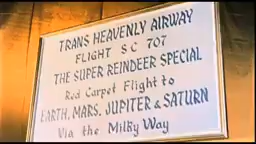 TRANS HEAVENLY AIRWAY
FLIGHT SC 707
THE SUPER REINDEER SPECIAL
Red Carpet Flight to
EARTH, MARS, JUPITER & SATURN
Via the Milky Way